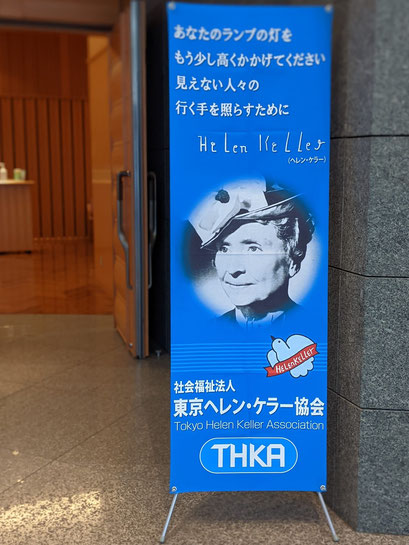 あなたのランプの灯を
もう少し高くかかげてください
見えない人々の
行く手を照らすために
Helen Keller
(ヘレン・ケラー)
HELEN KELLER
社会福祉法人
東京ヘレン・ケラー協会
Tokyo Helen Keller Association
THKA